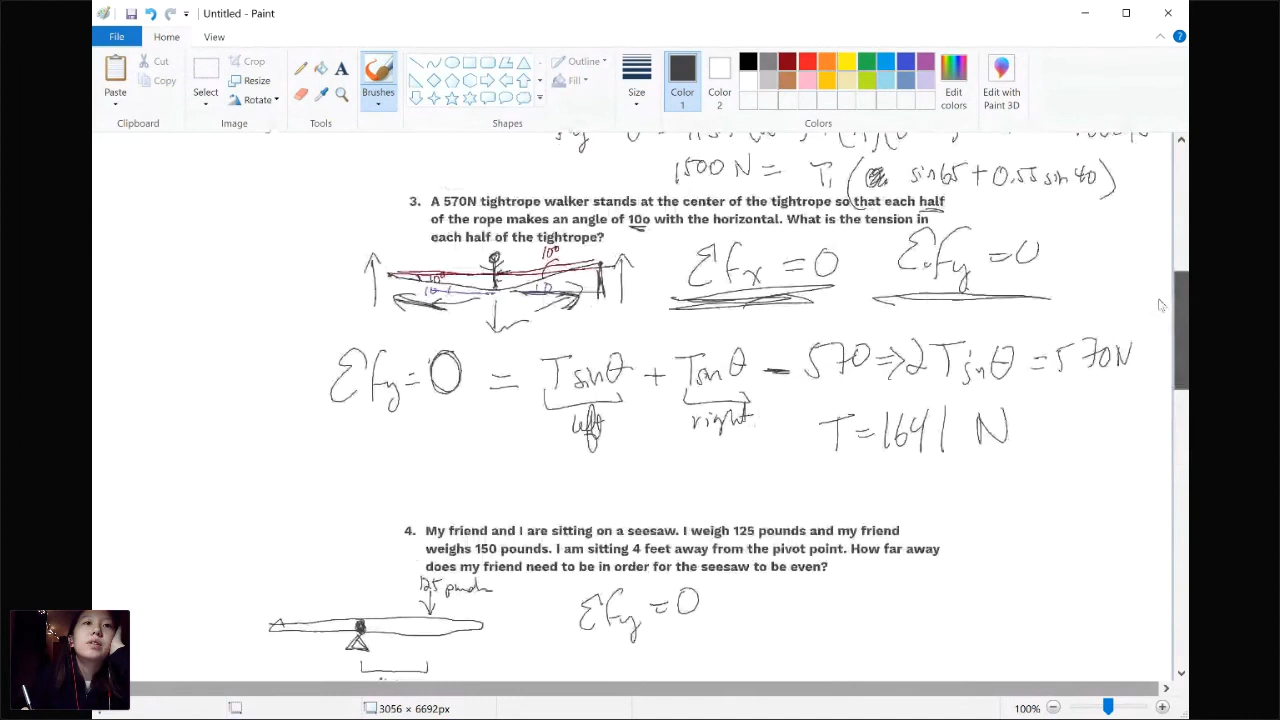 Untitled - Paint
File Home View
Paste
Cut
Copy
Clipboard
Select
Crop
Resize
Rotate
Image
A
Tools
Brushes
Shapes
Outline
Fill
Size
Color 1
Color 2
Colors
Edit colors
Edit with Paint 3D
1500 N = T₁ ( sin65 + 0.55 sin 40)
3. A 570N tightrope walker stands at the center of the tightrope so that each half
of the rope makes an angle of 10o with the horizontal. What is the tension in
each half of the tightrope?
10°
10°
10
10
ΣFx = 0
ΣFy = 0
ΣFy = 0 = Tsinθ + Tsinθ - 570 => 2Tsinθ = 570N
left
right
T = 1641 N
4. My friend and I are sitting on a seesaw. I weigh 125 pounds and my friend
weighs 150 pounds. I am sitting 4 feet away from the pivot point. How far away
does my friend need to be in order for the seesaw to be even?
125 pounds
ΣFy = 0
3056 × 6692px
100%